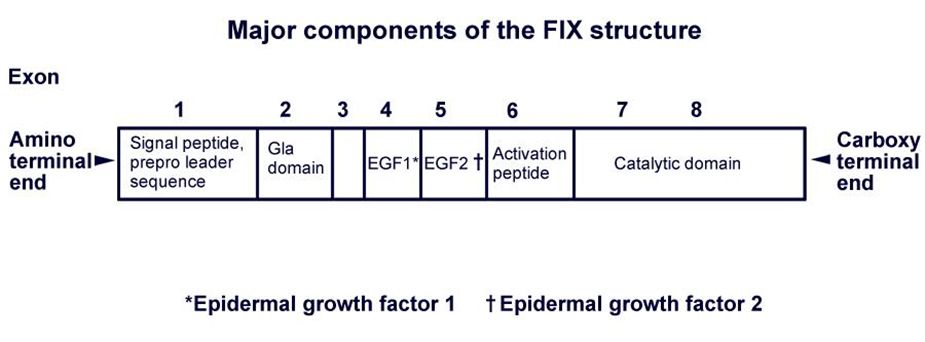 Major components of the FIX structure
Exon
1 2 3 4 5 6 7 8
Amino
terminal
end
Signal peptide,
prepro leader
sequence
Gla
domain
EGF1*
EGF2 †
Activation
peptide
Catalytic domain
Carboxy
terminal
end
*Epidermal growth factor 1 †Epidermal growth factor 2